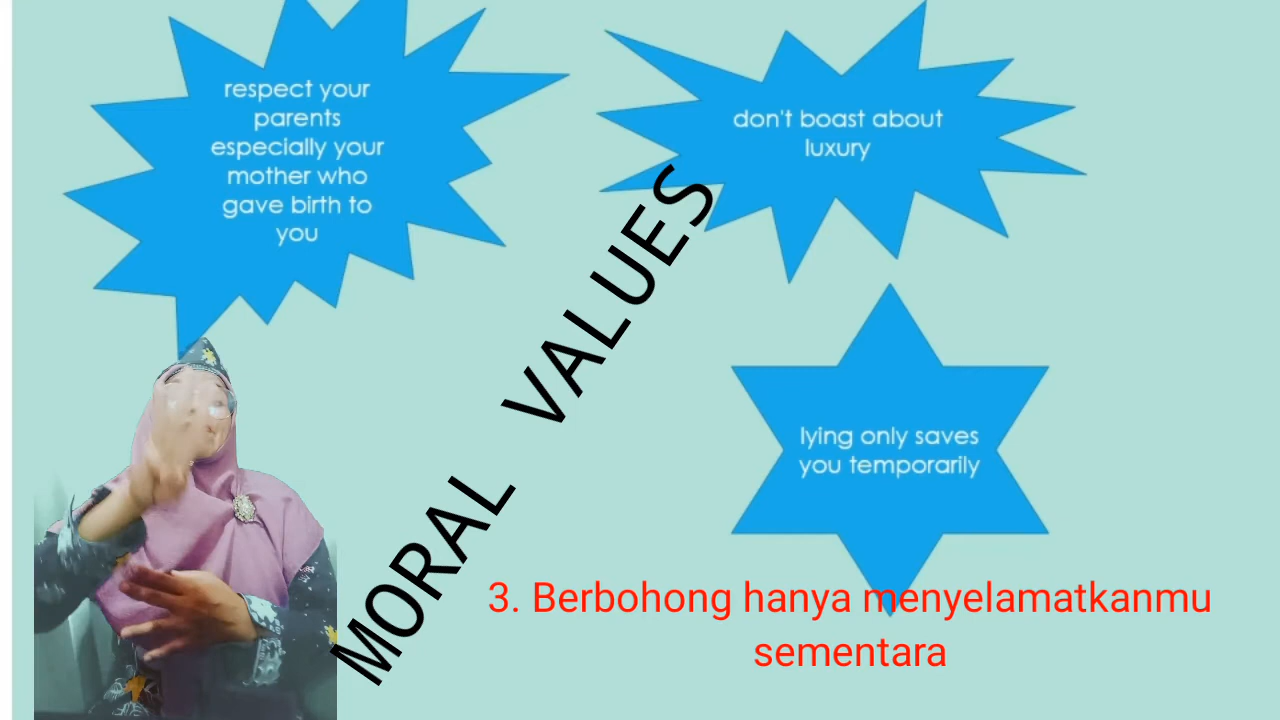 respect your
parents
especially your
mother who
gave birth to
you
don't boast about
luxury
MORAL VALUES
lying only saves
you temporarily
3. Berbohong hanya menyelamatkanmu
sementara